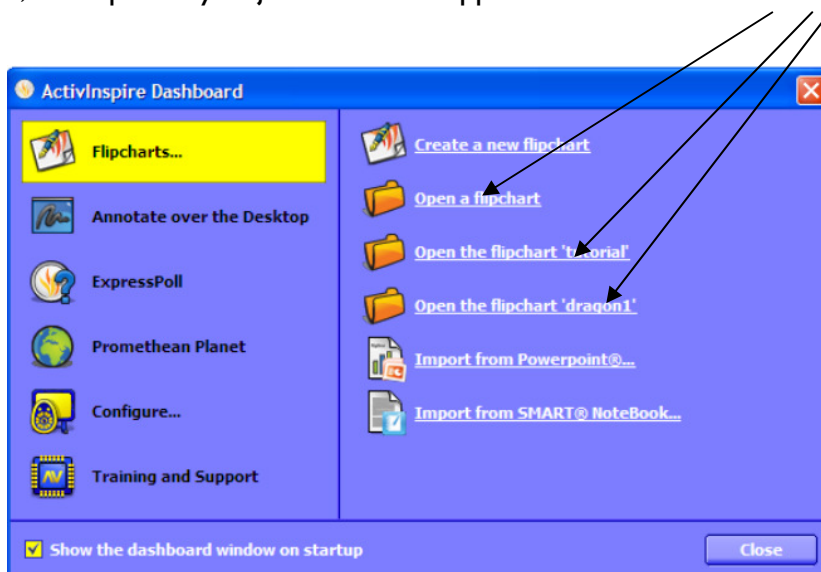 ActivInspire Dashboard
Flipcharts...
Annotate over the Desktop
ExpressPoll
Promethean Planet
Configure...
Training and Support
Create a new flipchart
Open a flipchart
Open the flipchart 'tutorial'
Open the flipchart 'dragon1'
Import from Powerpoint®...
Import from SMART® NoteBook...
Show the dashboard window on startup
Close